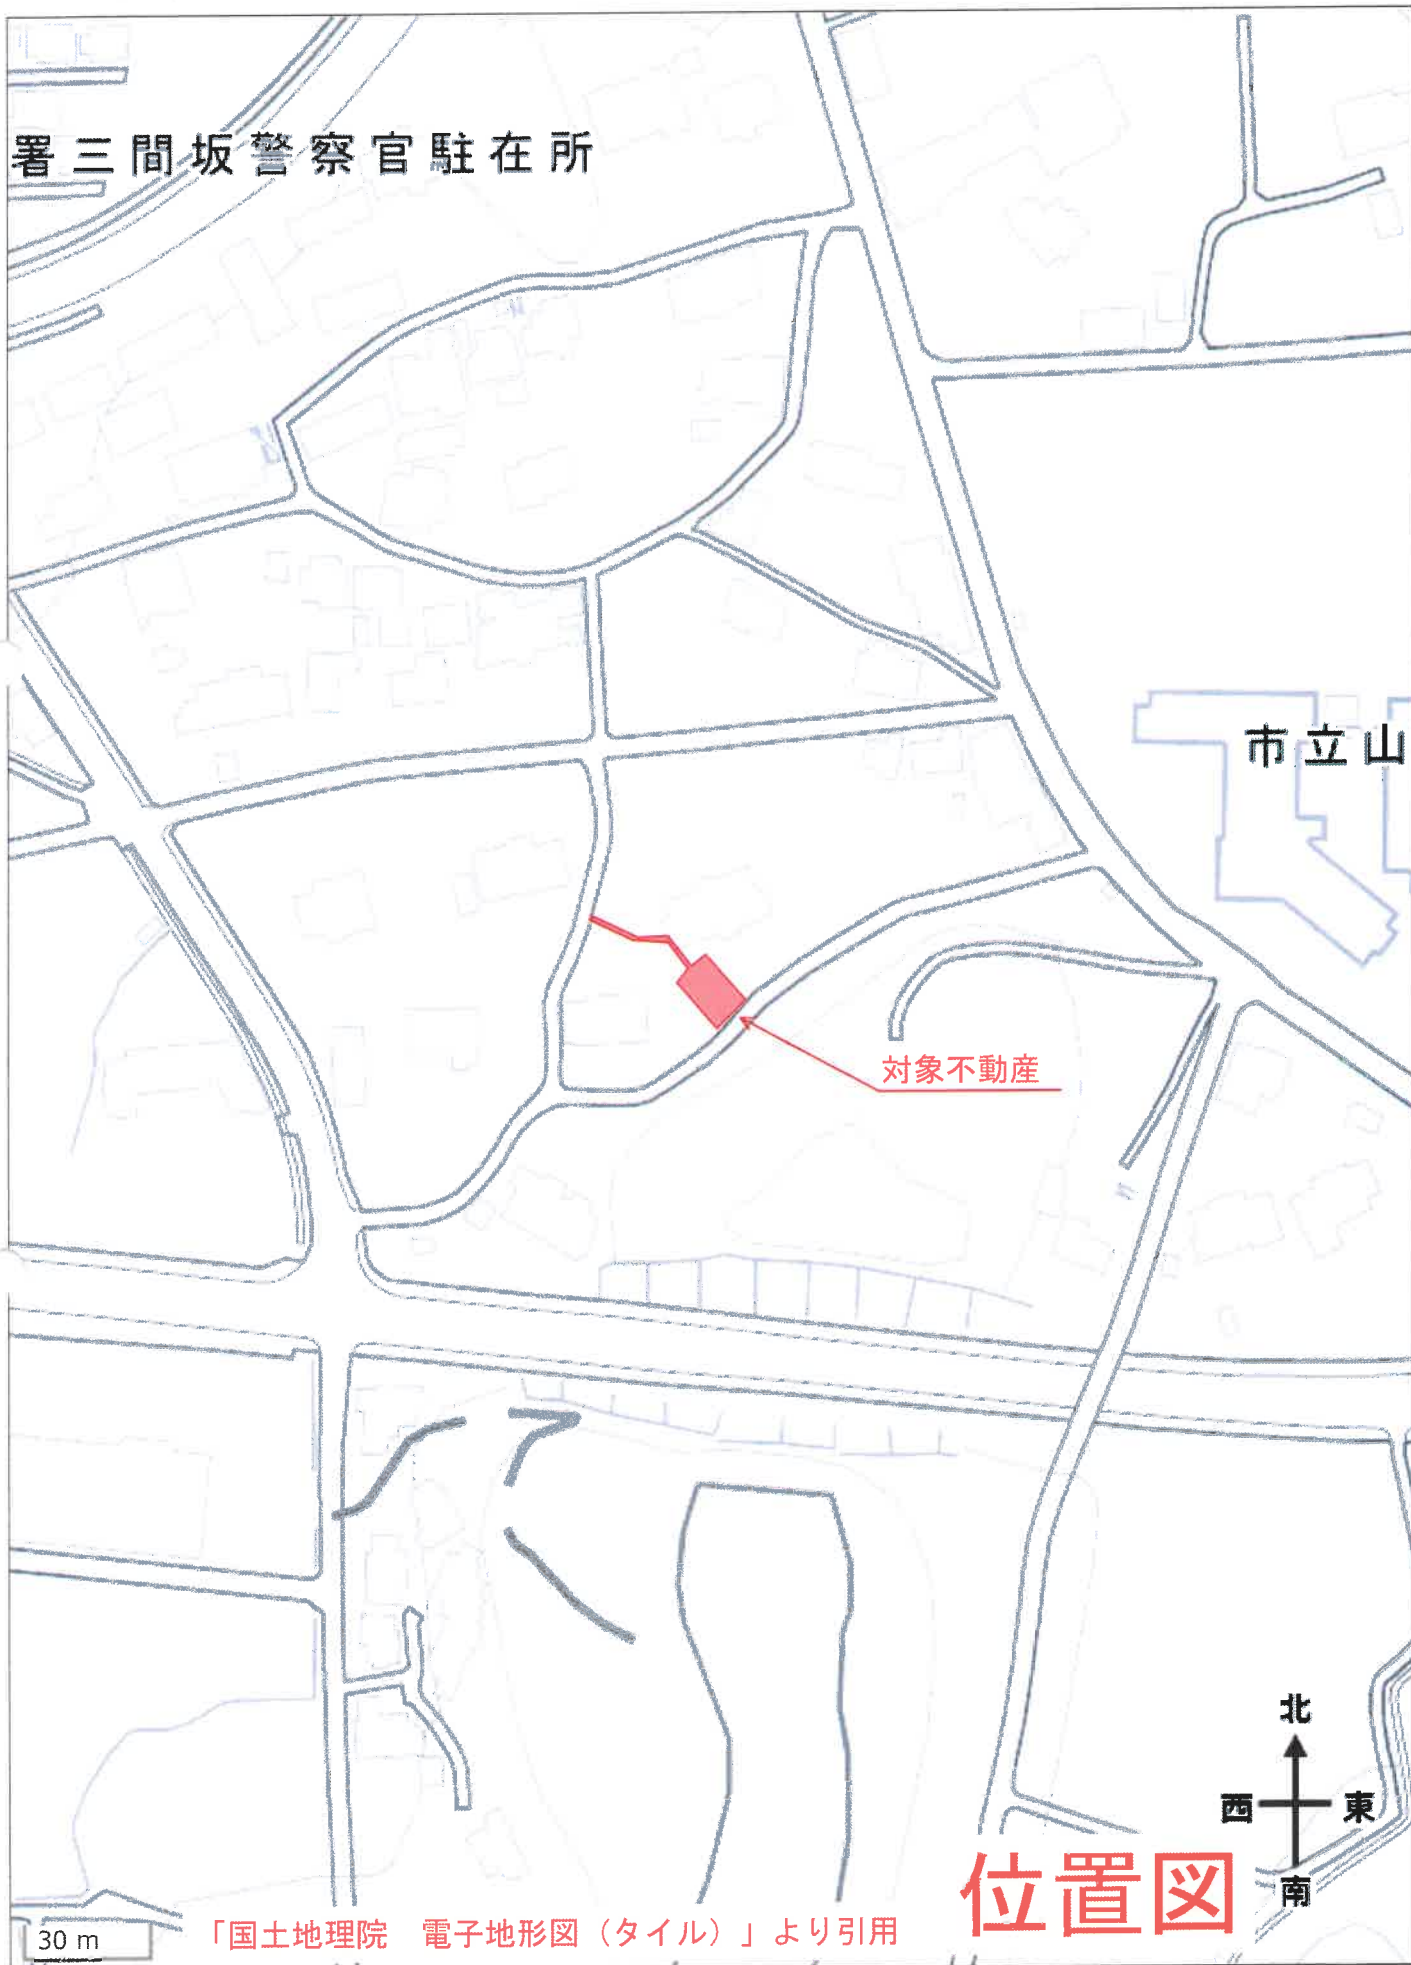 署三間坂警察官駐在所
市立山
対象不動産
北
西 東
南
位置図
「国土地理院 電子地形図（タイル）」より引用
30 m